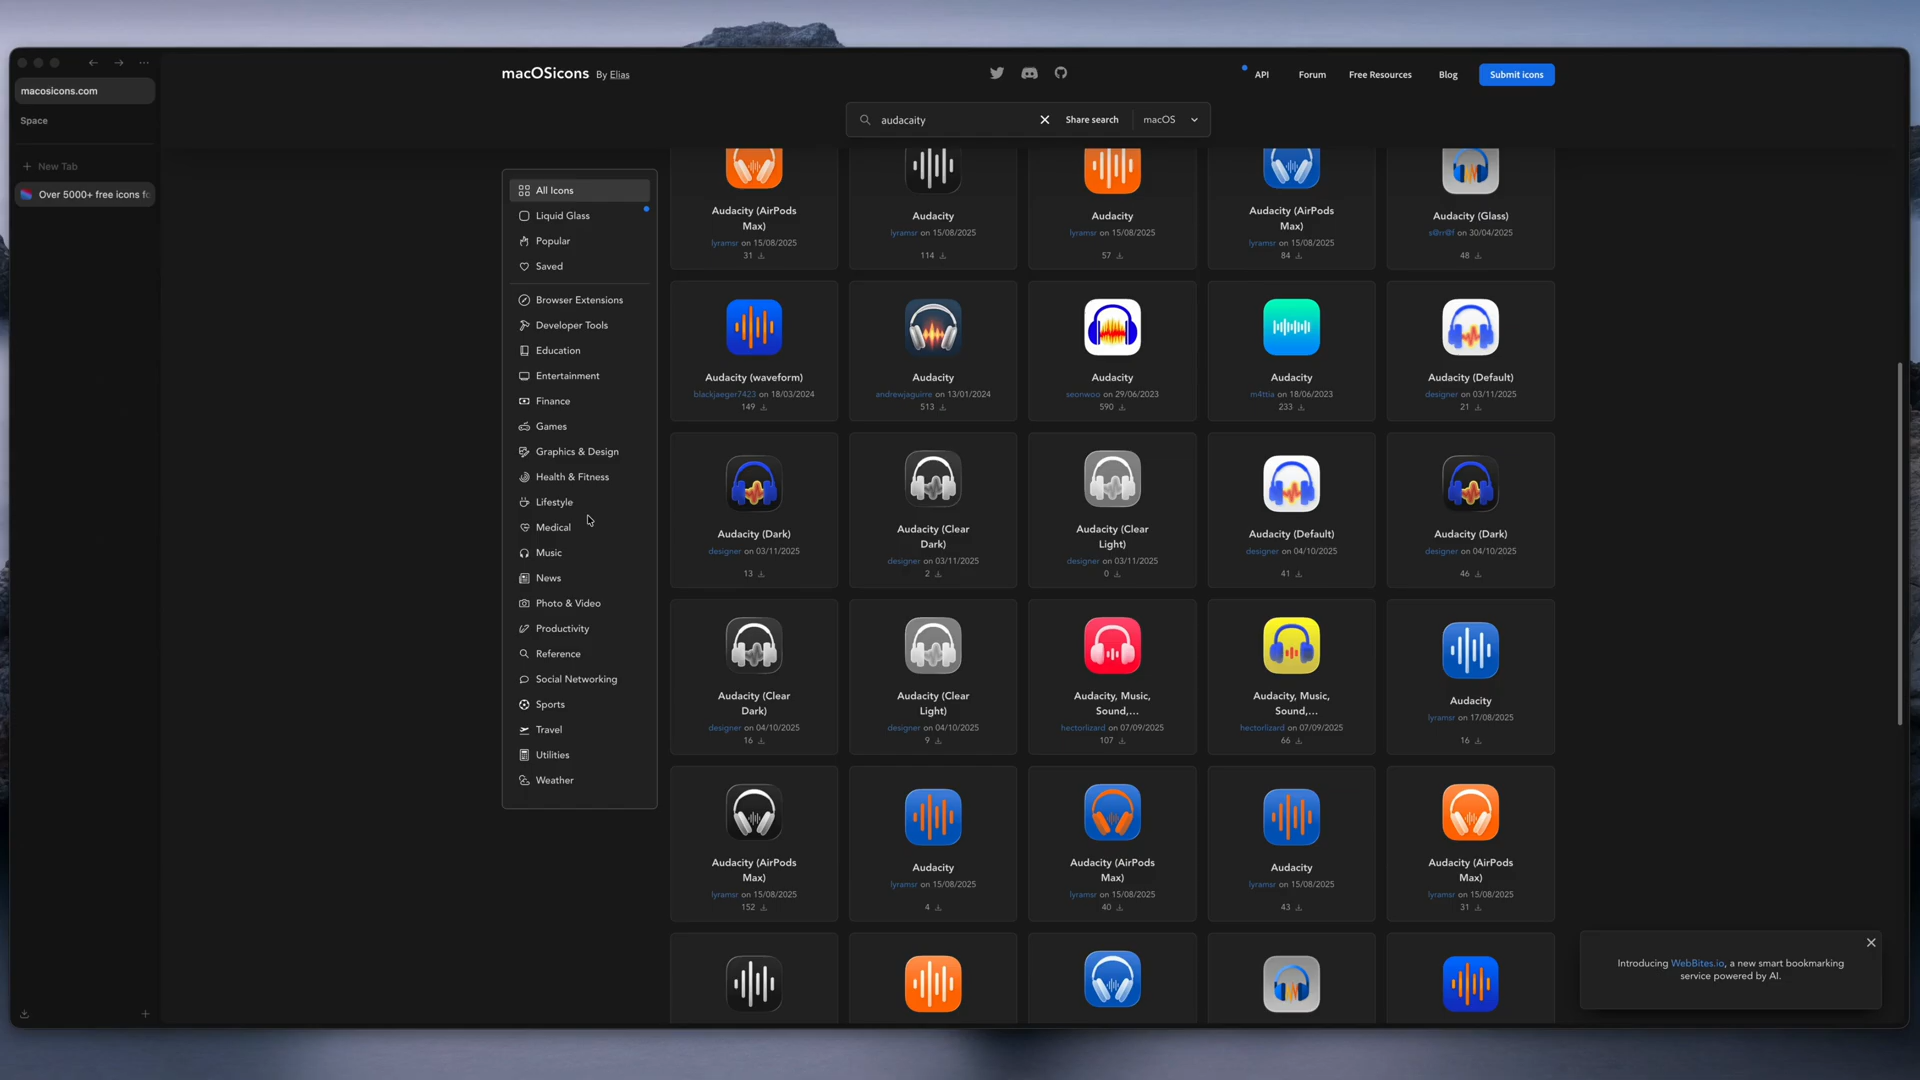 macosicons.com
Space
New Tab
Over 5000+ free icons fo
macOSicons By Elias
API
Forum
Free Resources
Blog
Submit icons
audacaity
Share search
macOS
All Icons
Liquid Glass
Popular
Saved
Browser Extensions
Developer Tools
Education
Entertainment
Finance
Games
Graphics & Design
Health & Fitness
Lifestyle
Medical
Music
News
Photo & Video
Productivity
Reference
Social Networking
Sports
Travel
Utilities
Weather
Audacity (AirPods
Max)
lyramsr on 15/08/2025
31
Audacity
lyramsr on 15/08/2025
114
Audacity
lyramsr on 15/08/2025
57
Audacity (AirPods
Max)
lyramsr on 15/08/2025
84
Audacity (Glass)
s@rr@f on 30/04/2025
48
Audacity (waveform)
blackjaeger7423 on 18/03/2024
149
Audacity
andrewjaguirre on 13/01/2024
513
Audacity
seonwoo on 29/06/2023
590
Audacity
m4ttia on 18/06/2023
233
Audacity (Default)
designer on 03/11/2025
21
Audacity (Dark)
designer on 03/11/2025
13
Audacity (Clear
Dark)
designer on 03/11/2025
2
Audacity (Clear
Light)
designer on 03/11/2025
0
Audacity (Default)
designer on 04/10/2025
41
Audacity (Dark)
designer on 04/10/2025
46
Audacity (Clear
Dark)
designer on 04/10/2025
16
Audacity (Clear
Light)
designer on 04/10/2025
9
Audacity, Music,
Sound,...
hectorlizard on 07/09/2025
107
Audacity, Music,
Sound,...
hectorlizard on 07/09/2025
66
Audacity
lyramsr on 17/08/2025
16
Audacity (AirPods
Max)
lyramsr on 15/08/2025
152
Audacity
lyramsr on 15/08/2025
4
Audacity (AirPods
Max)
lyramsr on 15/08/2025
40
Audacity
lyramsr on 15/08/2025
43
Audacity (AirPods
Max)
lyramsr on 15/08/2025
31
Introducing WebBites.io, a new smart bookmarking
service powered by AI.